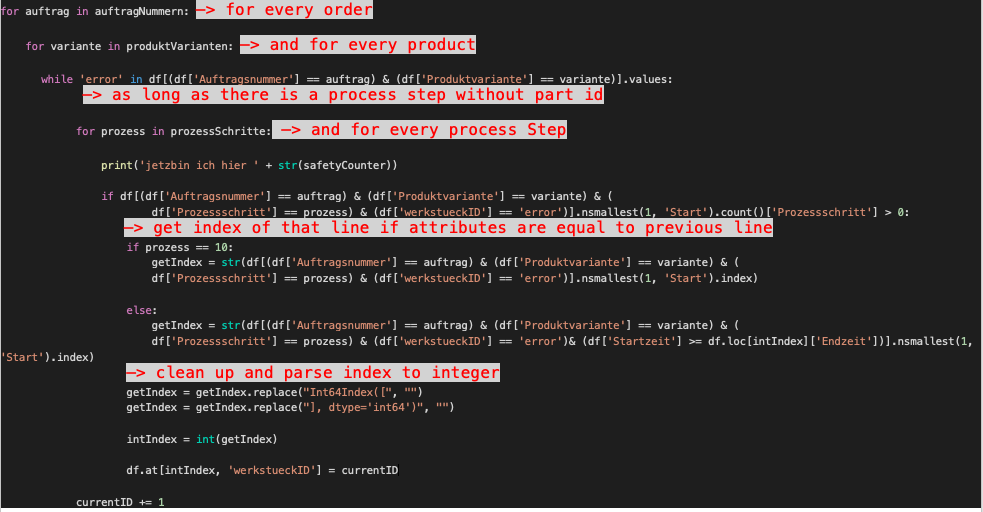 for auftrag in auftragNummern: —> for every order
for variante in produktVarianten: —> and for every product
while 'error' in df[(df['Auftragsnummer'] == auftrag) & (df['Produktvariante'] == variante)].values:
—> as long as there is a process step without part id
for prozess in prozessSchritte: —> and for every process Step
print('jetzbin ich hier ' + str(safetyCounter))
if df[(df['Auftragsnummer'] == auftrag) & (df['Produktvariante'] == variante) & (
df['Prozessschritt'] == prozess) & (df['werkstueckID'] == 'error')].nsmallest(1, 'Start').count()['Prozessschritt'] > 0:
—> get index of that line if attributes are equal to previous line
if prozess == 10:
getIndex = str(df[(df['Auftragsnummer'] == auftrag) & (df['Produktvariante'] == variante) & (
df['Prozessschritt'] == prozess) & (df['werkstueckID'] == 'error')].nsmallest(1, 'Start').index)
else:
getIndex = str(df[(df['Auftragsnummer'] == auftrag) & (df['Produktvariante'] == variante) & (
df['Prozessschritt'] == prozess) & (df['werkstueckID'] == 'error')& (df['Startzeit'] >= df.loc[intIndex]['Endzeit'])].nsmallest(1,
'Start').index)
—> clean up and parse index to integer
getIndex = getIndex.replace("Int64Index([", "")
getIndex = getIndex.replace("], dtype='int64')", "")
intIndex = int(getIndex)
df.at[intIndex, 'werkstueckID'] = currentID
currentID += 1